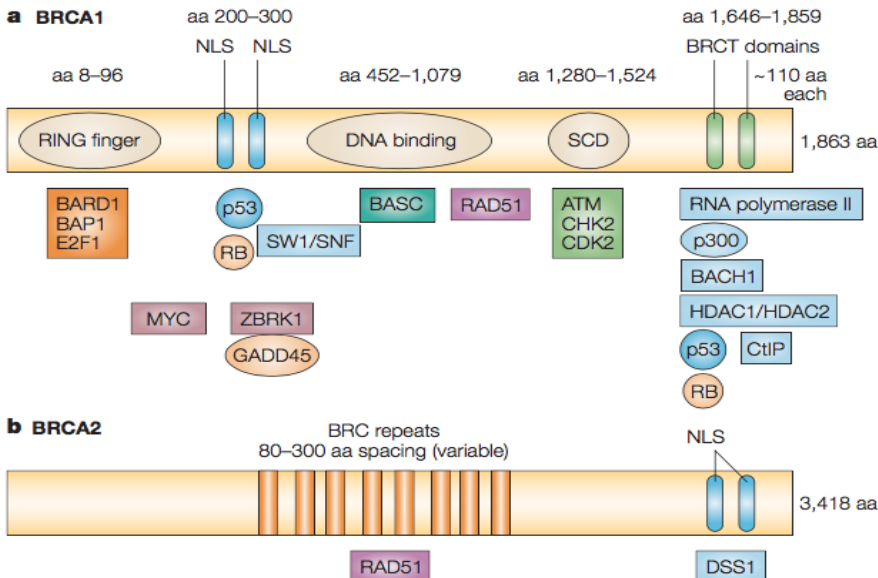 a BRCA1
aa 200–300
aa 1,646–1,859
NLS NLS
BRCT domains
aa 8–96
aa 452–1,079
aa 1,280–1,524
~110 aa
each
RING finger
DNA binding
SCD
1,863 aa
BARD1
BAP1
E2F1
p53
RB
SW1/SNF
BASC
RAD51
ATM
CHK2
CDK2
RNA polymerase II
p300
BACH1
HDAC1/HDAC2
p53
CtIP
RB
MYC
ZBRK1
GADD45
b BRCA2
BRC repeats
80–300 aa spacing (variable)
NLS
3,418 aa
RAD51
DSS1